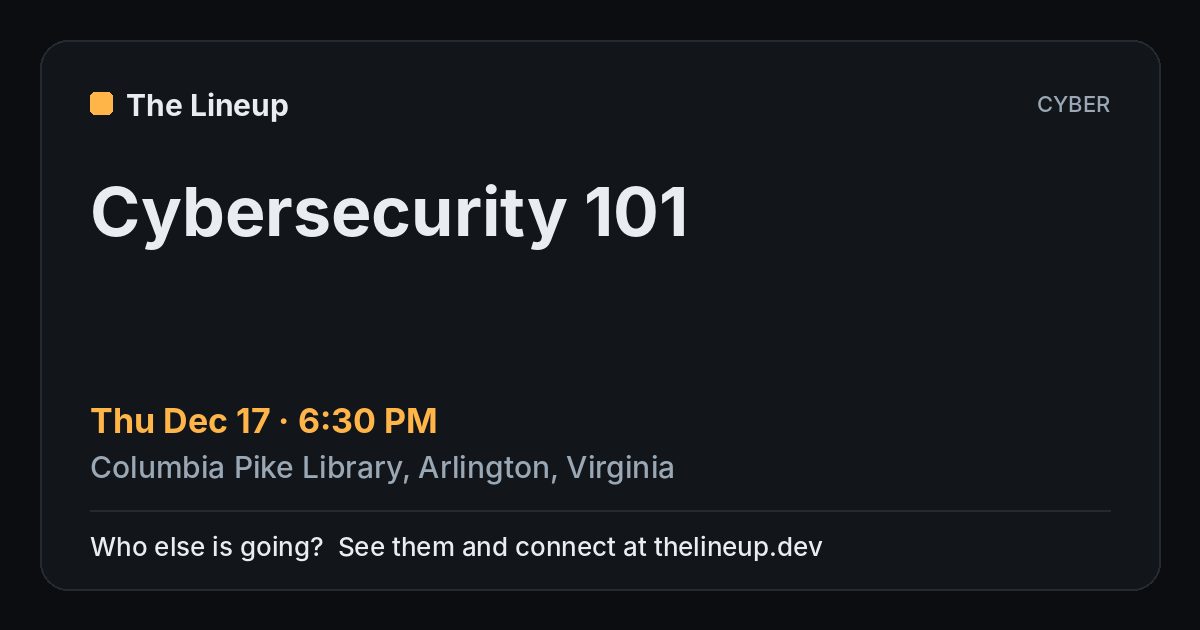 The Lineup
CYBER
Cybersecurity 101
Thu Dec 17 · 6:30 PM
Columbia Pike Library, Arlington, Virginia
Who else is going?  See them and connect at thelineup.dev